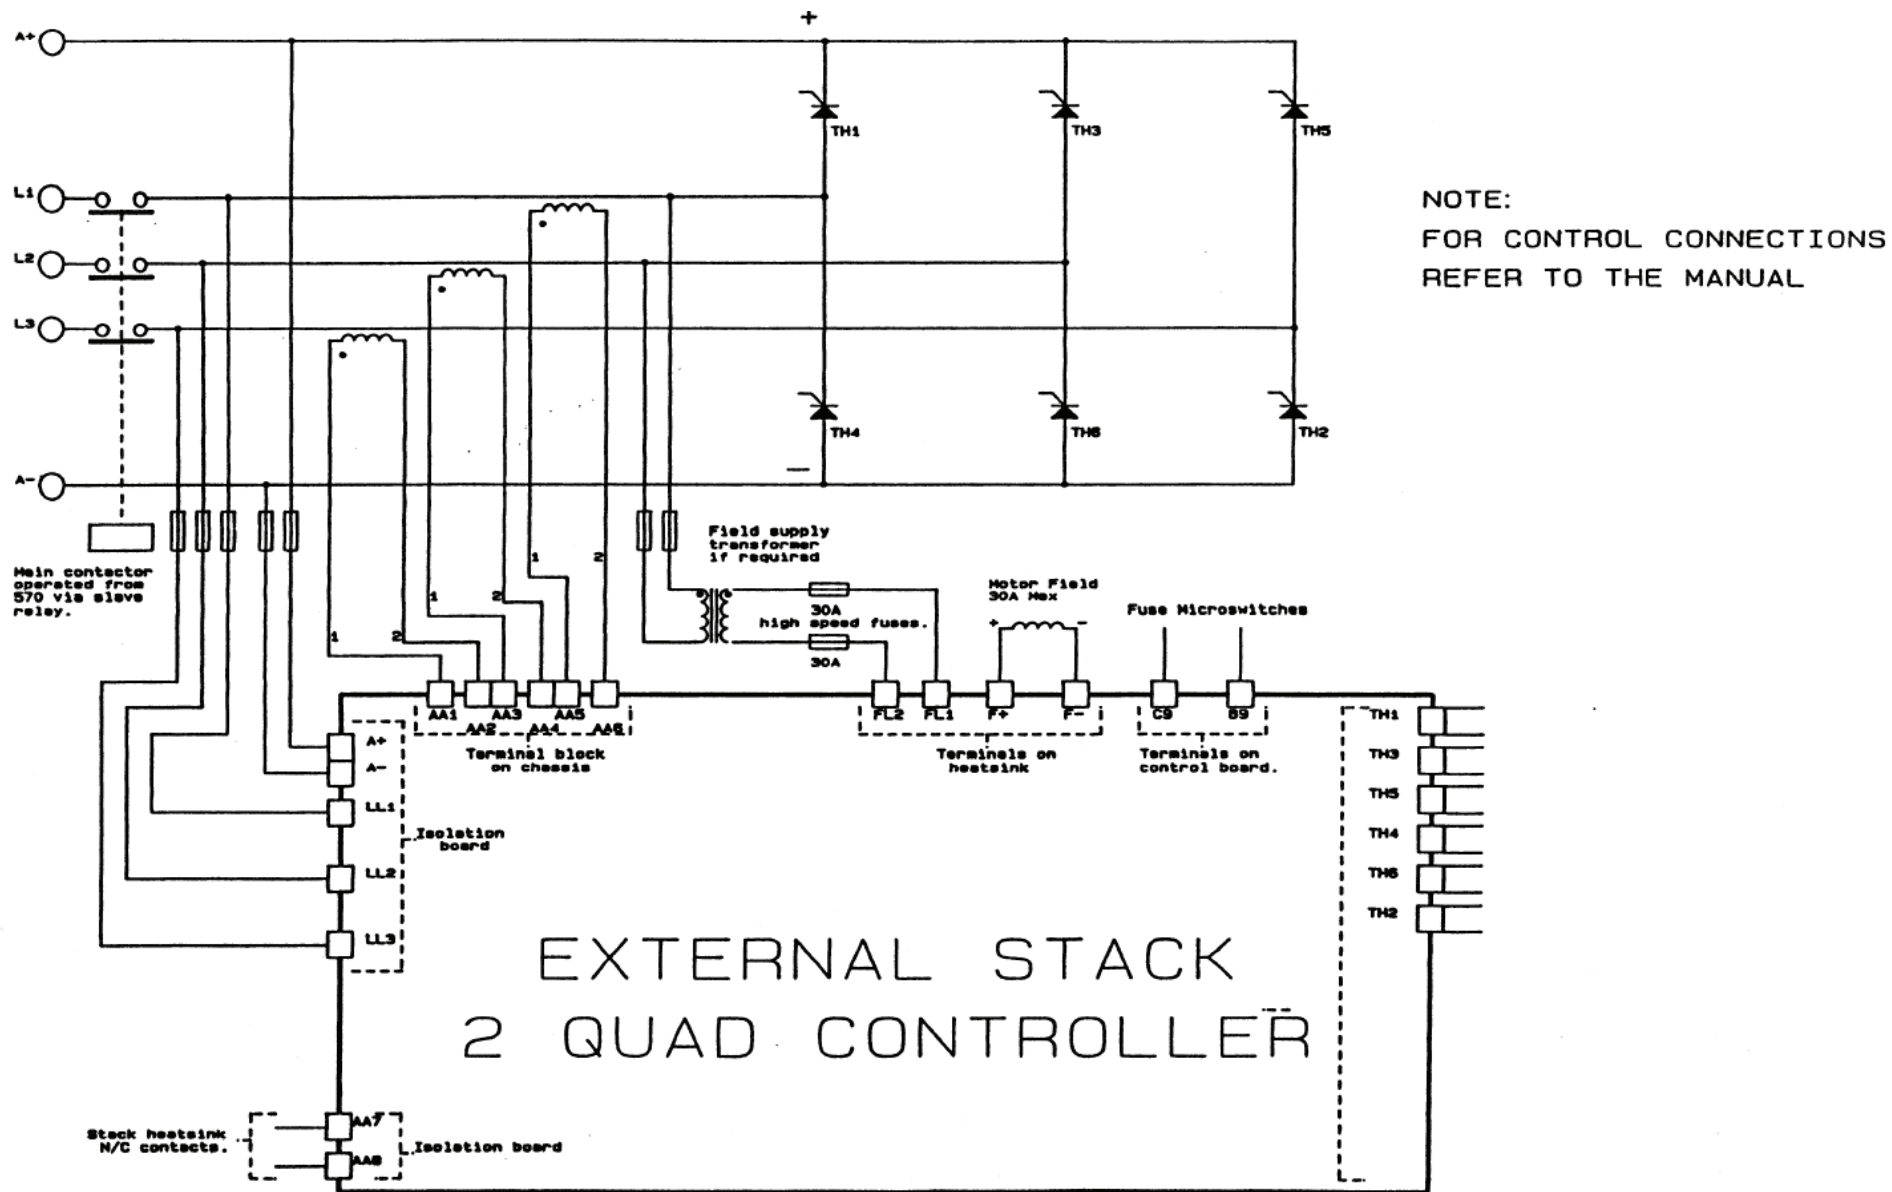 +
A+
TH1
TH3
TH5
L1
L2
L3
NOTE:
FOR CONTROL CONNECTIONS
REFER TO THE MANUAL
TH4
TH6
TH2
—
A-
Main contactor
operated from
570 via slave
relay.
1
2
1
2
1
2
Field supply
transformer
if required
30A
high speed fuses.
30A
Motor Field
30A Max
+
-
Fuse Microswitches
AA1
AA2
AA3
AA4
AA5
AA6
Terminal block
on chassis
FL2
FL1
F+
F-
Terminals on
heatsink
C9
B9
Terminals on
control board.
A+
A-
LL1
LL2
LL3
Isolation
board
TH1
TH3
TH5
TH4
TH6
TH2
EXTERNAL STACK
2 QUAD CONTROLLER
Stack heatsink
N/C contacts.
AA7
AA8
Isolation board